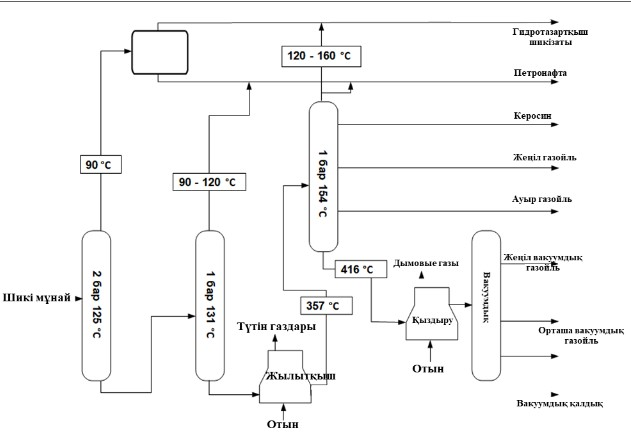 Гидротазартқыш
шикізаты
120 - 160 °C
Петронафта
Керосин
1 бар 154 °C
90 °C
Жеңіл газойль
90 - 120 °C
Ауыр газойль
Дымовые газы
Жеңіл вакуумдық
газойль
416 °C
Шикі мұнай
2 бар 125 °C
1 бар 131 °C
357 °C
Қыздыру
Вакуумдық
Түтін газдары
Орташа вакуумдық
газойль
Жылытқыш
Отын
Вакуумдық қалдық
Отын